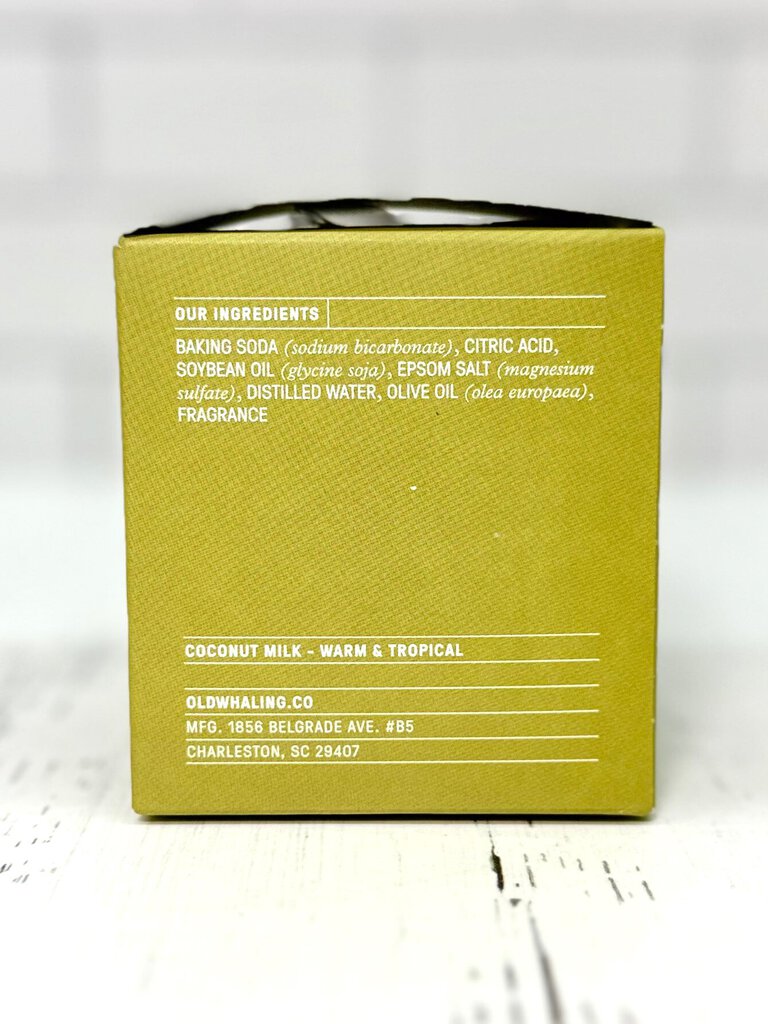 OUR INGREDIENTS
BAKING SODA (sodium bicarbonate), CITRIC ACID,
SOYBEAN OIL (glycine soja), EPSOM SALT (magnesium
sulfate), DISTILLED WATER, OLIVE OIL (olea europaea),
FRAGRANCE
COCONUT MILK - WARM & TROPICAL
OLDWHALING.CO
MFG. 1856 BELGRADE AVE. #B5
CHARLESTON, SC 29407